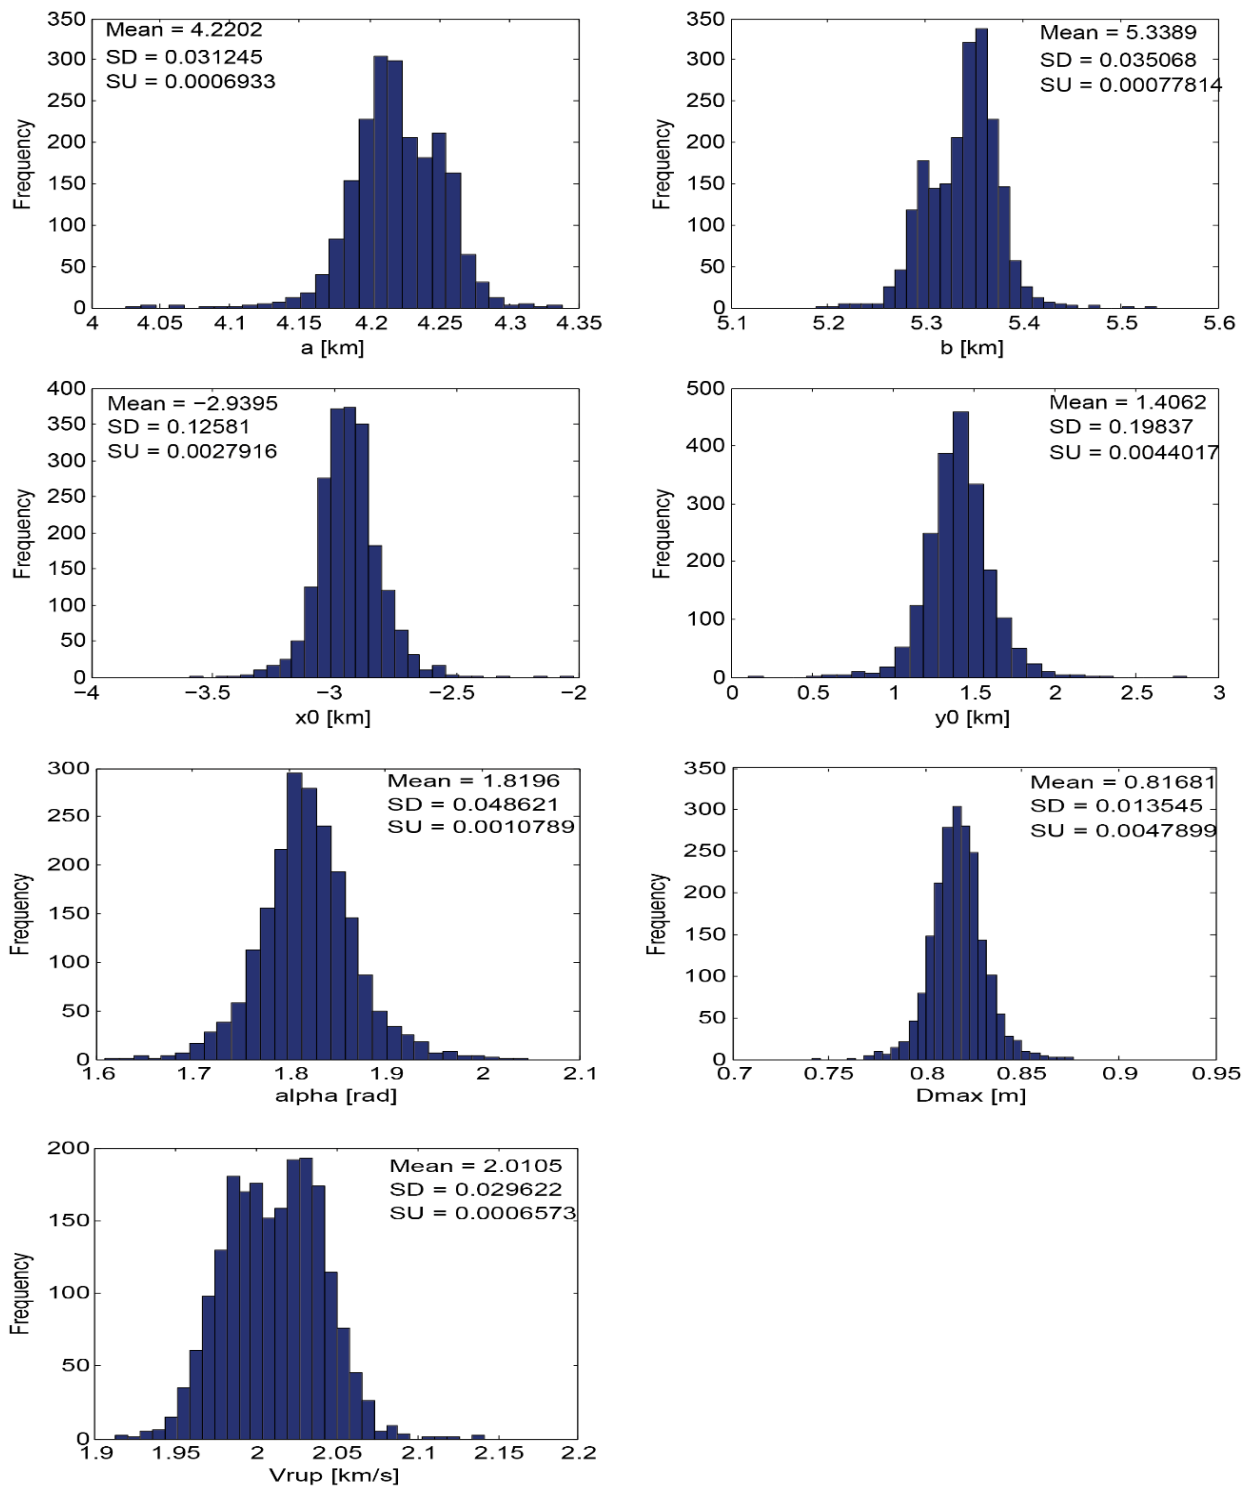 350
300
250
200
150
100
50
0
Frequency
Mean = 4.2202
SD = 0.031245
SU = 0.0006933
4 4.05 4.1 4.15 4.2 4.25 4.3 4.35
a [km]
350
300
250
200
150
100
50
0
Frequency
Mean = 5.3389
SD = 0.035068
SU = 0.00077814
5.1 5.2 5.3 5.4 5.5 5.6
b [km]
400
350
300
250
200
150
100
50
0
Frequency
Mean = −2.9395
SD = 0.12581
SU = 0.0027916
−4 −3.5 −3 −2.5 −2
x0 [km]
500
400
300
200
100
0
Frequency
Mean = 1.4062
SD = 0.19837
SU = 0.0044017
0 0.5 1 1.5 2 2.5 3
y0 [km]
300
250
200
150
100
50
0
Frequency
Mean = 1.8196
SD = 0.048621
SU = 0.0010789
1.6 1.7 1.8 1.9 2 2.1
alpha [rad]
350
300
250
200
150
100
50
0
Frequency
Mean = 0.81681
SD = 0.013545
SU = 0.0047899
0.7 0.75 0.8 0.85 0.9 0.95
Dmax [m]
200
150
100
50
0
Frequency
Mean = 2.0105
SD = 0.029622
SU = 0.0006573
1.9 1.95 2 2.05 2.1 2.15 2.2
Vrup [km/s]